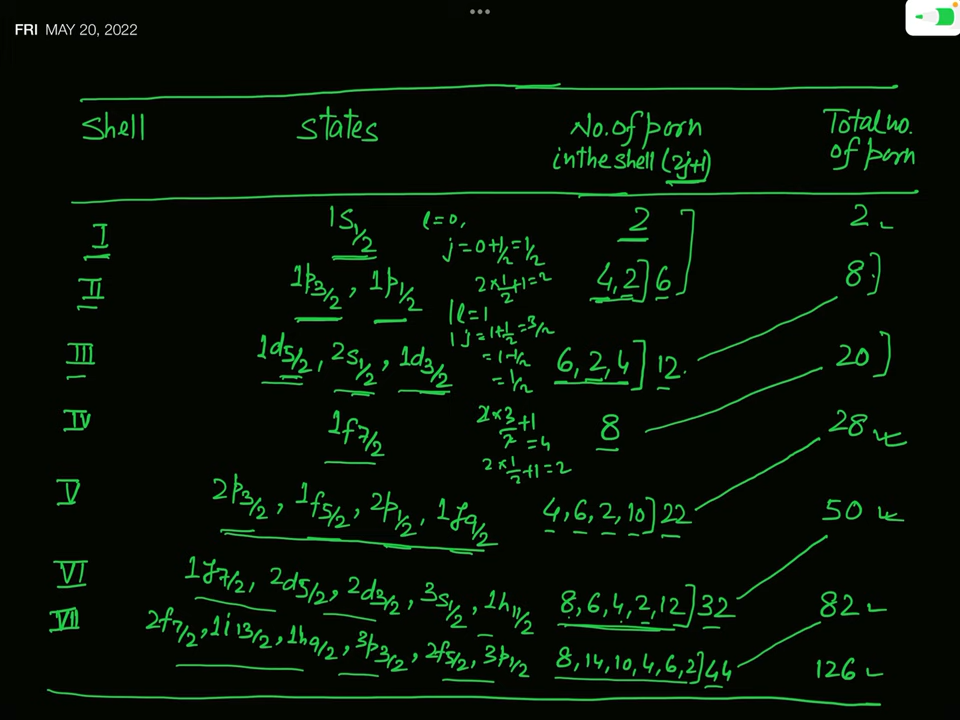 FRI MAY 20, 2022
Shell States No. of porn in the shell (2j+1) Total no. of porn
I 1s1/2 l=0, j=0+1/2=1/2 2 2
II 1p3/2, 1p1/2 2×1/2+1=2 4,2] 6 8]
l=1
III 1d5/2, 2s1/2, 1d3/2 j=1+1/2=3/2 6,2,4] 12 20]
=1-1/2
=1/2
IV 1f7/2 2×3/2+1=4 8 28
2×1/2+1=2
V 2p3/2, 1f5/2, 2p1/2, 1g9/2 4,6,2,10] 22 50
VI 1g7/2, 2d5/2, 2d3/2, 3s1/2, 1h11/2 8,6,4,2,12] 32 82
VII 2f7/2, 1i13/2, 1h9/2, 3p3/2, 2f5/2, 3p1/2 8,14,10,4,6,2] 44 126